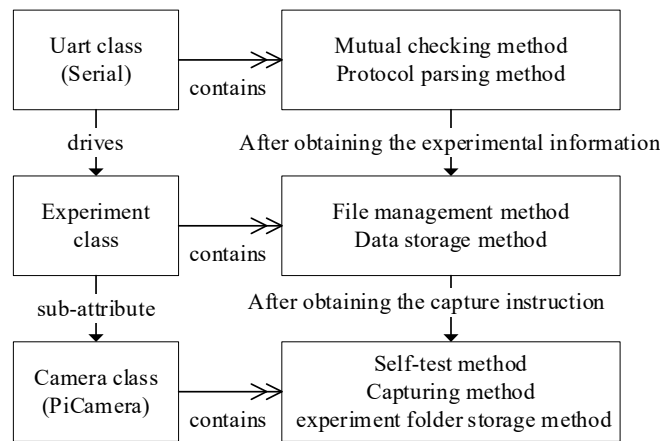 Uart class
(Serial)
contains
Mutual checking method
Protocol parsing method
drives
After obtaining the experimental information
Experiment
class
contains
File management method
Data storage method
sub-attribute
After obtaining the capture instruction
Camera class
(PiCamera)
contains
Self-test method
Capturing method
experiment folder storage method